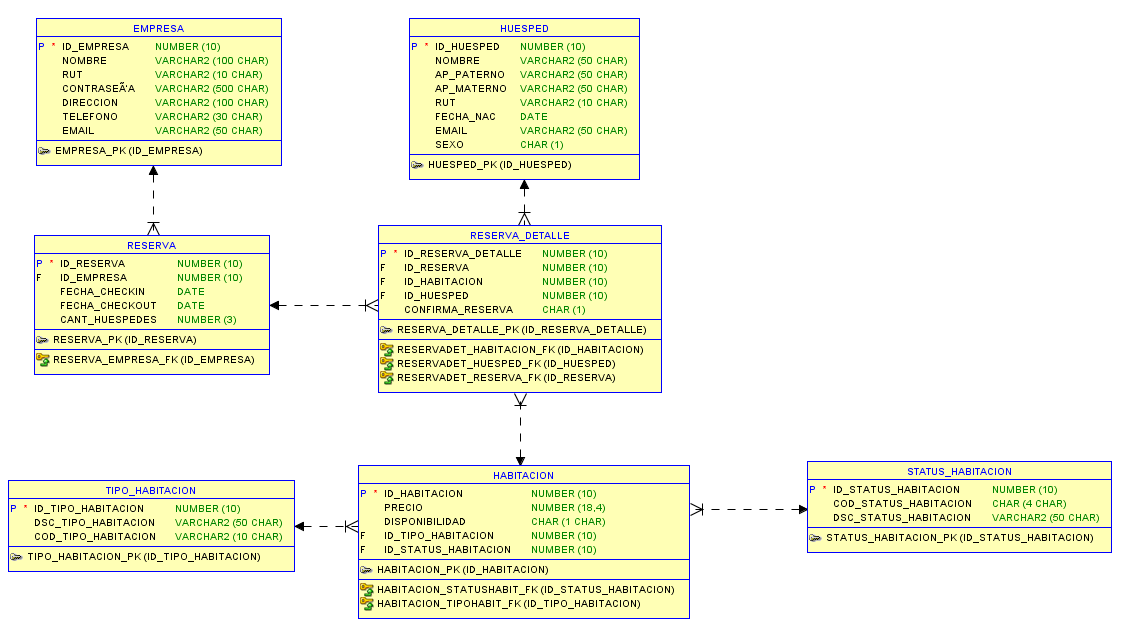 EMPRESA
P * ID_EMPRESA NUMBER (10)
NOMBRE VARCHAR2 (100 CHAR)
RUT VARCHAR2 (10 CHAR)
CONTRASEÃ'A VARCHAR2 (500 CHAR)
DIRECCION VARCHAR2 (100 CHAR)
TELEFONO VARCHAR2 (30 CHAR)
EMAIL VARCHAR2 (50 CHAR)
EMPRESA_PK (ID_EMPRESA)
HUESPED
P * ID_HUESPED NUMBER (10)
NOMBRE VARCHAR2 (50 CHAR)
AP_PATERNO VARCHAR2 (50 CHAR)
AP_MATERNO VARCHAR2 (50 CHAR)
RUT VARCHAR2 (10 CHAR)
FECHA_NAC DATE
EMAIL VARCHAR2 (50 CHAR)
SEXO CHAR (1)
HUESPED_PK (ID_HUESPED)
RESERVA
P * ID_RESERVA NUMBER (10)
F ID_EMPRESA NUMBER (10)
FECHA_CHECKIN DATE
FECHA_CHECKOUT DATE
CANT_HUESPEDES NUMBER (3)
RESERVA_PK (ID_RESERVA)
RESERVA_EMPRESA_FK (ID_EMPRESA)
RESERVA_DETALLE
P * ID_RESERVA_DETALLE NUMBER (10)
F ID_RESERVA NUMBER (10)
F ID_HABITACION NUMBER (10)
F ID_HUESPED NUMBER (10)
CONFIRMA_RESERVA CHAR (1)
RESERVA_DETALLE_PK (ID_RESERVA_DETALLE)
RESERVADET_HABITACION_FK (ID_HABITACION)
RESERVADET_HUESPED_FK (ID_HUESPED)
RESERVADET_RESERVA_FK (ID_RESERVA)
TIPO_HABITACION
P * ID_TIPO_HABITACION NUMBER (10)
DSC_TIPO_HABITACION VARCHAR2 (50 CHAR)
COD_TIPO_HABITACION VARCHAR2 (10 CHAR)
TIPO_HABITACION_PK (ID_TIPO_HABITACION)
HABITACION
P * ID_HABITACION NUMBER (10)
PRECIO NUMBER (18,4)
DISPONIBILIDAD CHAR (1 CHAR)
F ID_TIPO_HABITACION NUMBER (10)
F ID_STATUS_HABITACION NUMBER (10)
HABITACION_PK (ID_HABITACION)
HABITACION_STATUSHABIT_FK (ID_STATUS_HABITACION)
HABITACION_TIPOHABIT_FK (ID_TIPO_HABITACION)
STATUS_HABITACION
P * ID_STATUS_HABITACION NUMBER (10)
COD_STATUS_HABITACION CHAR (4 CHAR)
DSC_STATUS_HABITACION VARCHAR2 (50 CHAR)
STATUS_HABITACION_PK (ID_STATUS_HABITACION)